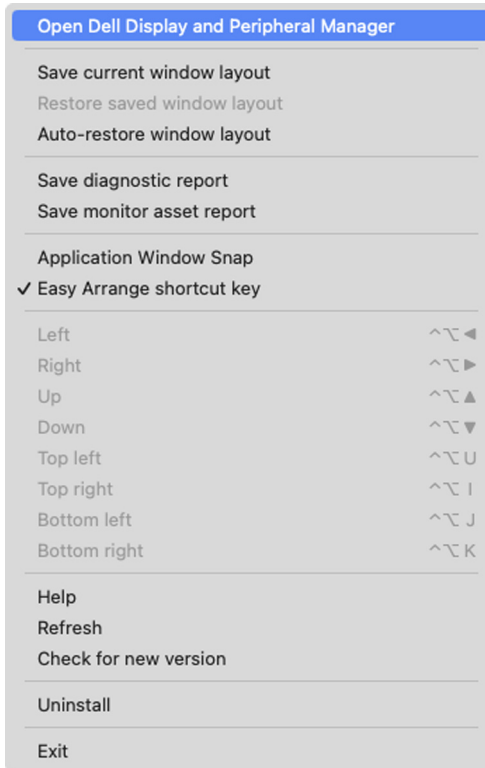 Open Dell Display and Peripheral Manager
Save current window layout
Restore saved window layout
Auto-restore window layout
Save diagnostic report
Save monitor asset report
Application Window Snap
✓ Easy Arrange shortcut key
Left ^⌥◀
Right ^⌥▶
Up ^⌥▲
Down ^⌥▼
Top left ^⌥U
Top right ^⌥I
Bottom left ^⌥J
Bottom right ^⌥K
Help
Refresh
Check for new version
Uninstall
Exit